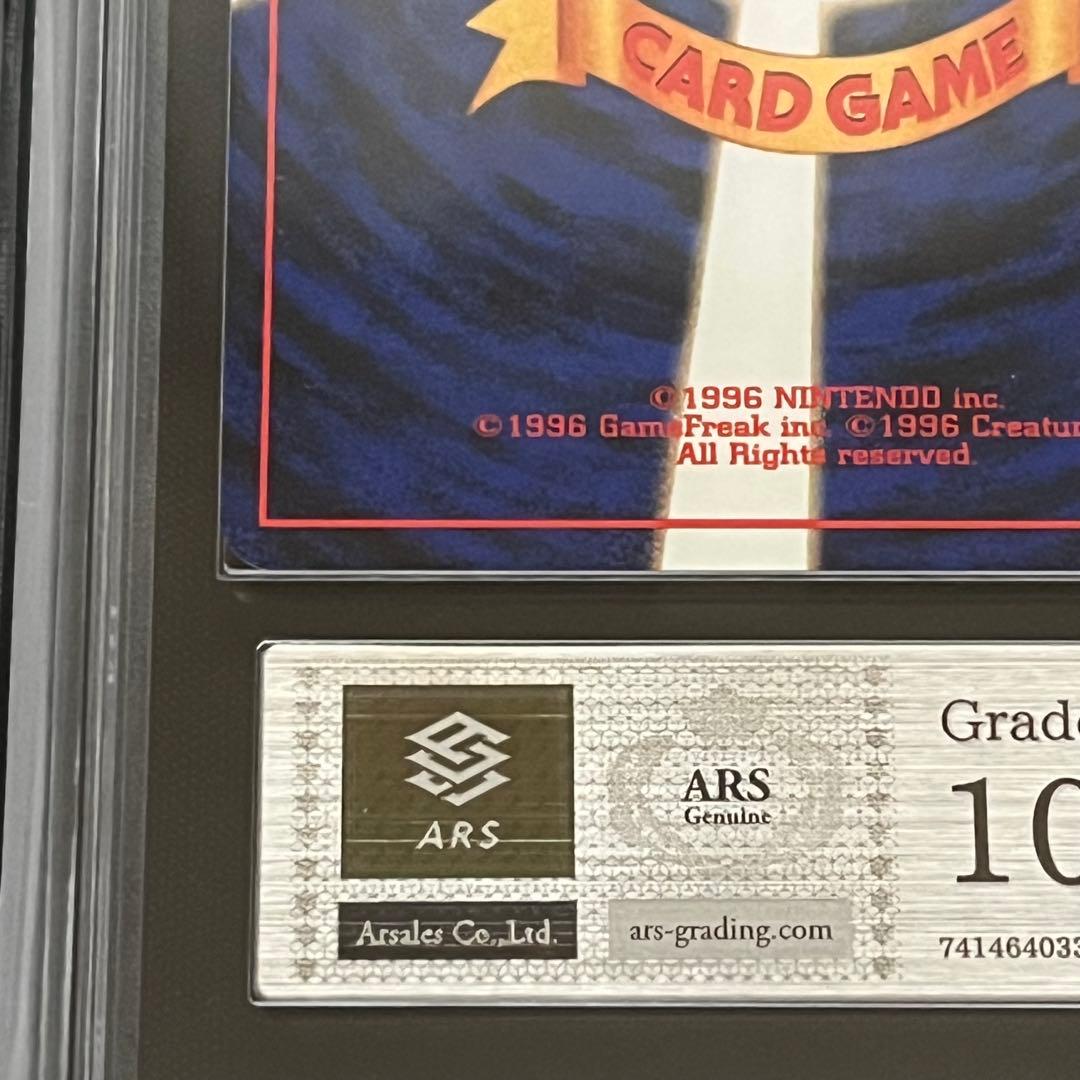 CARD GAME
©1996 NINTENDO inc.
©1996 GameFreak inc. ©1996 Creatur
All Rights reserved.
ARS
ARS
Genuine
Arsales Co.,Ltd.
ars-grading.com
Grade
10
74146403